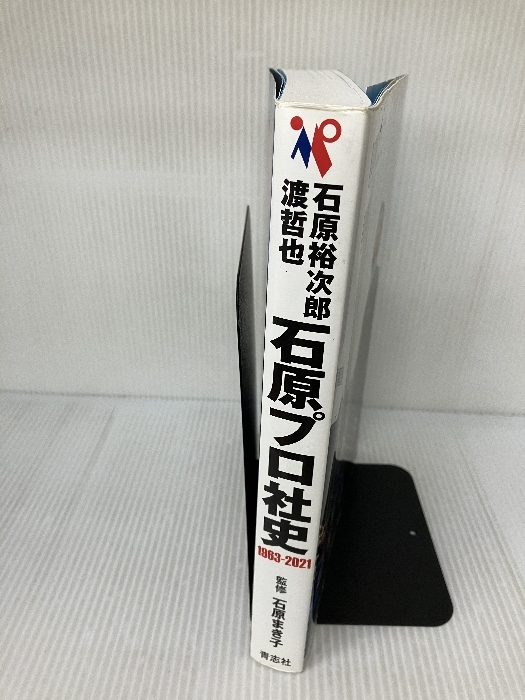 石原裕次郎
渡哲也
石原プロ社史
1963-2021
監修 石原まき子
青志社